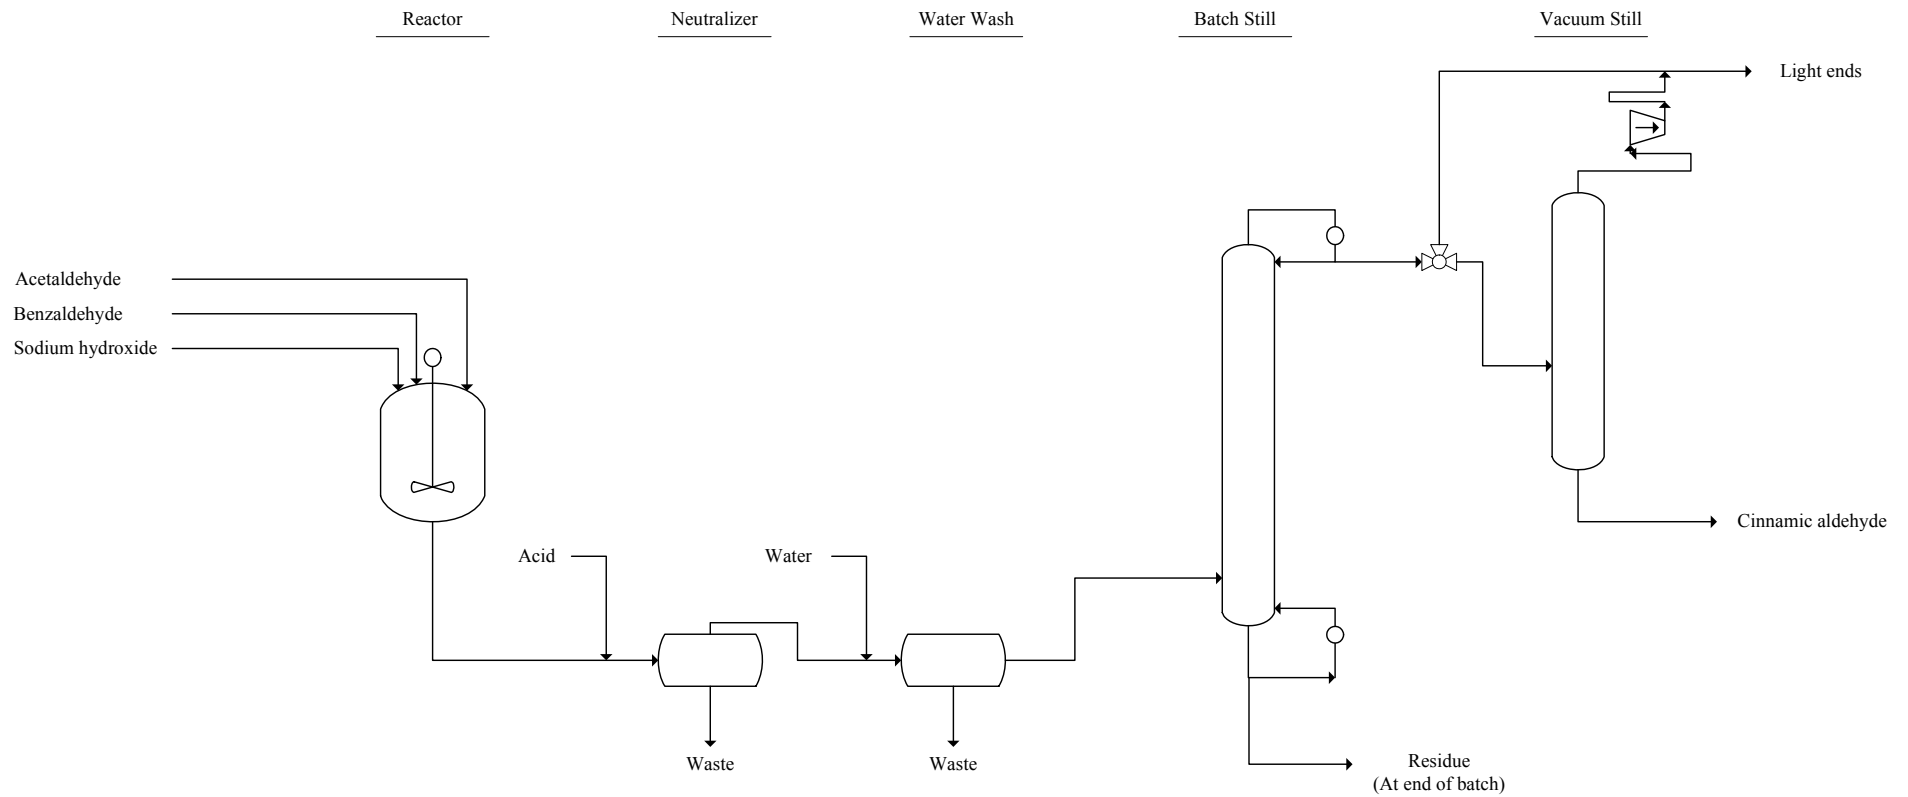 Reactor
Neutralizer
Water Wash
Batch Still
Vacuum Still
Light ends
Acetaldehyde
Benzaldehyde
Sodium hydroxide
Cinnamic aldehyde
Acid
Water
Waste
Waste
Residue
(At end of batch)